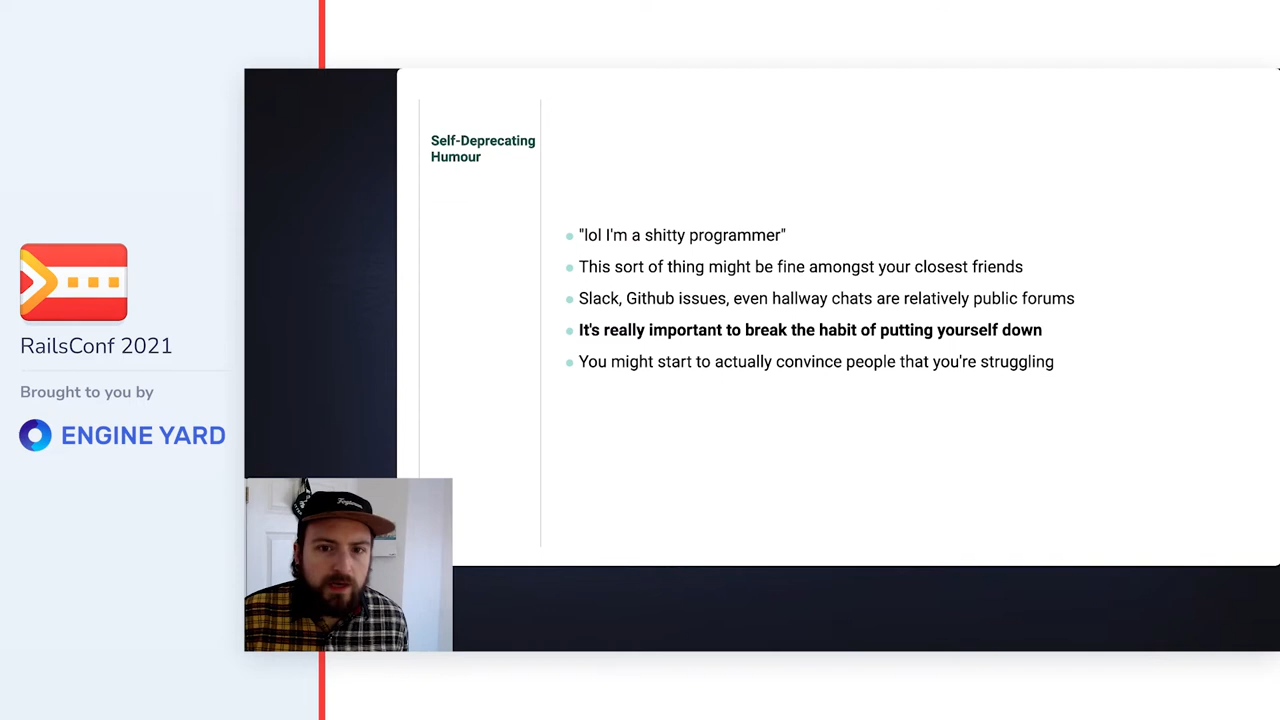 Self-Deprecating
Humour
"lol I'm a shitty programmer"
This sort of thing might be fine amongst your closest friends
Slack, Github issues, even hallway chats are relatively public forums
It's really important to break the habit of putting yourself down
You might start to actually convince people that you're struggling
RailsConf 2021
Brought to you by
ENGINE YARD